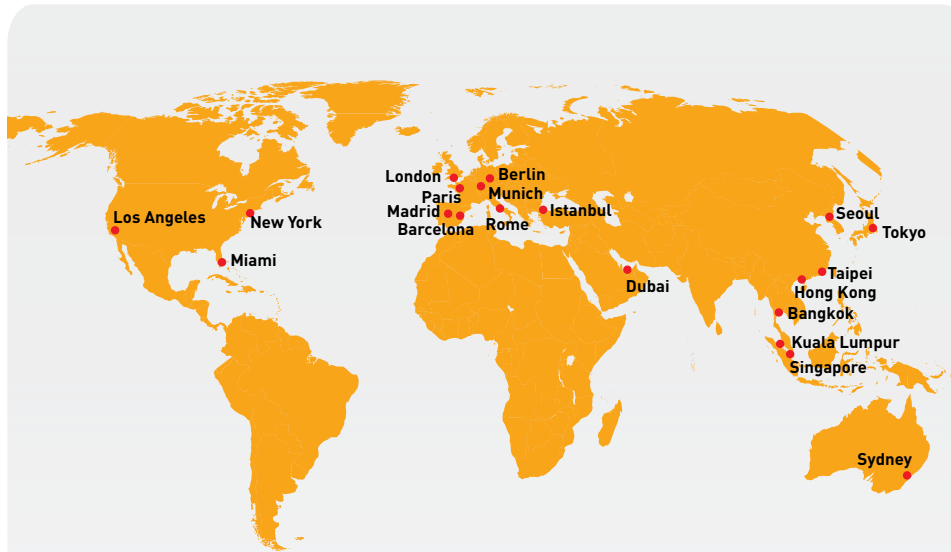 London
Berlin
Paris
Munich
Los Angeles
New York
Madrid
Barcelona
Rome
Istanbul
Seoul
Tokyo
Miami
Dubai
Taipei
Hong Kong
Bangkok
Kuala Lumpur
Singapore
Sydney